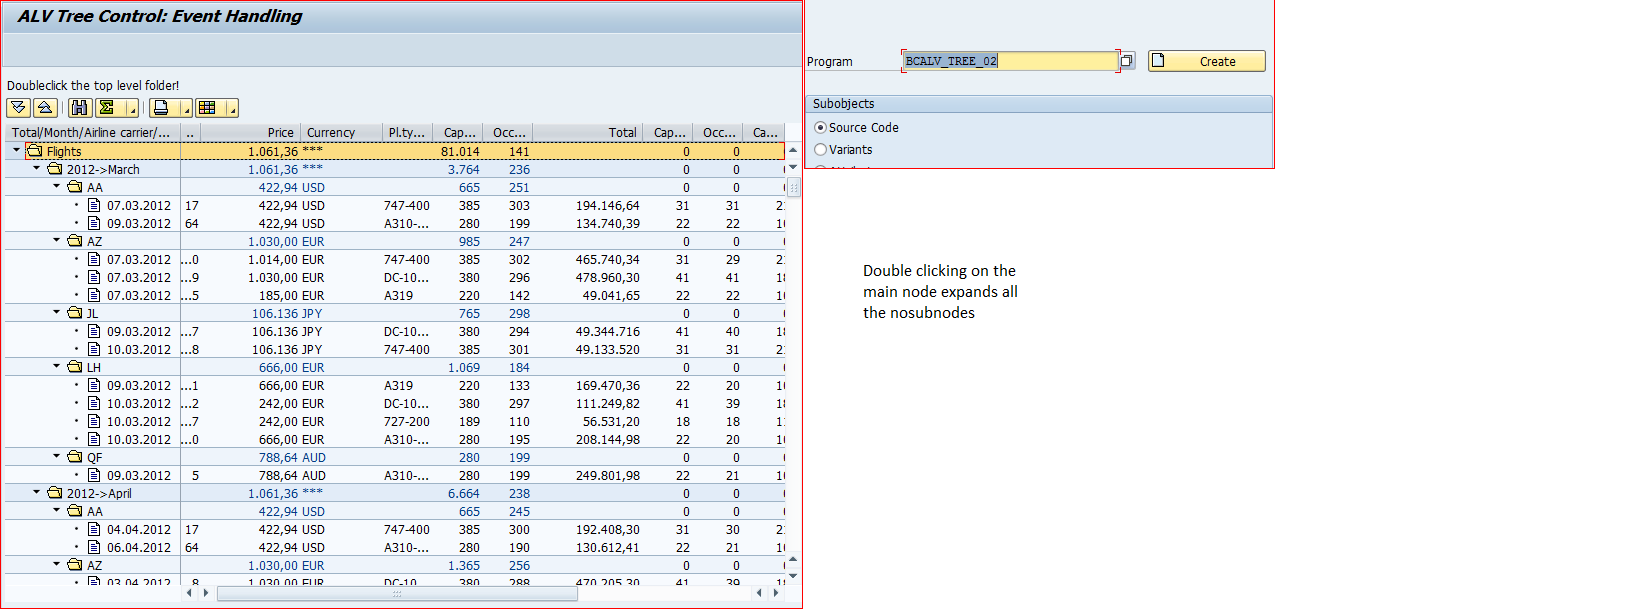 ALV Tree Control: Event Handling
Doubleclick the top level folder!
Total/Month/Airline carrier/... .. Price Currency Pl.ty... Cap... Occ... Total Cap... Occ... Ca...
Flights 1.061,36 *** 81.014 141 0 0
2012->March 1.061,36 *** 3.764 236 0 0
AA 422,94 USD 665 251 0 0
07.03.2012 17 422,94 USD 747-400 385 303 194.146,64 31 31 2
09.03.2012 64 422,94 USD A310-... 280 199 134.740,39 22 22 1
AZ 1.030,00 EUR 985 247 0 0
07.03.2012 ...0 1.014,00 EUR 747-400 385 302 465.740,34 31 29 2
07.03.2012 ...9 1.030,00 EUR DC-10... 380 296 478.960,30 41 41 1
07.03.2012 ...5 185,00 EUR A319 220 142 49.041,65 22 22 1
JL 106.136 JPY 765 298 0 0
09.03.2012 ...7 106.136 JPY DC-10... 380 294 49.344.716 41 40 1
10.03.2012 ...8 106.136 JPY 747-400 385 301 49.133.520 31 31 2
LH 666,00 EUR 1.069 184 0 0
09.03.2012 ...1 666,00 EUR A319 220 133 169.470,36 22 20 1
10.03.2012 ...2 242,00 EUR DC-10... 380 297 111.249,82 41 39 1
10.03.2012 ...7 242,00 EUR 727-200 189 110 56.531,20 18 18 1
10.03.2012 ...0 666,00 EUR A310-... 280 195 208.144,98 22 20 1
QF 788,64 AUD 280 199 0 0
09.03.2012 5 788,64 AUD A310-... 280 199 249.801,98 22 21 1
2012->April 1.061,36 *** 6.664 238 0 0
AA 422,94 USD 665 245 0 0
04.04.2012 17 422,94 USD 747-400 385 300 192.408,30 31 30 2
06.04.2012 64 422,94 USD A310-... 280 190 130.612,41 22 21 1
AZ 1.030,00 EUR 1.365 256 0 0
03.04.2012 8 1.030,00 EUR DC-10 380 288 470.205,30 41 39 1
Program BCALV_TREE_02 Create
Subobjects
Source Code
Variants
Double clicking on the
main node expands all
the nosubnodes